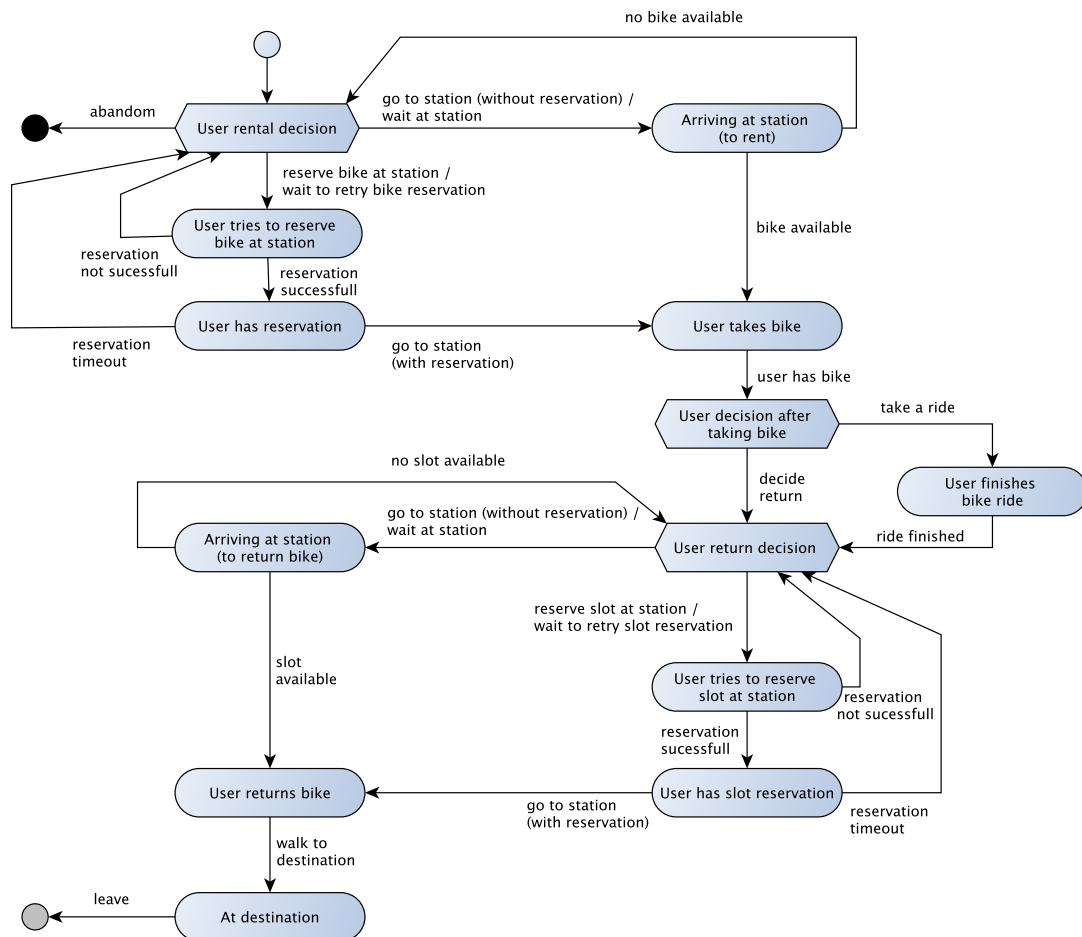 no bike available
abandom
go to station (without reservation) /
wait at station
User rental decision
Arriving at station
(to rent)
reserve bike at station /
wait to retry bike reservation
User tries to reserve
bike at station
bike available
reservation
not sucessfull
reservation
successfull
User has reservation
User takes bike
reservation
timeout
go to station
(with reservation)
user has bike
User decision after
taking bike
take a ride
no slot available
decide
return
User finishes
bike ride
go to station (without reservation) /
wait at station
Arriving at station
(to return bike)
User return decision
ride finished
reserve slot at station /
wait to retry slot reservation
slot
available
User tries to reserve
slot at station
reservation
not sucessfull
reservation
sucessfull
User returns bike
User has slot reservation
go to station
(with reservation)
reservation
timeout
walk to
destination
leave
At destination